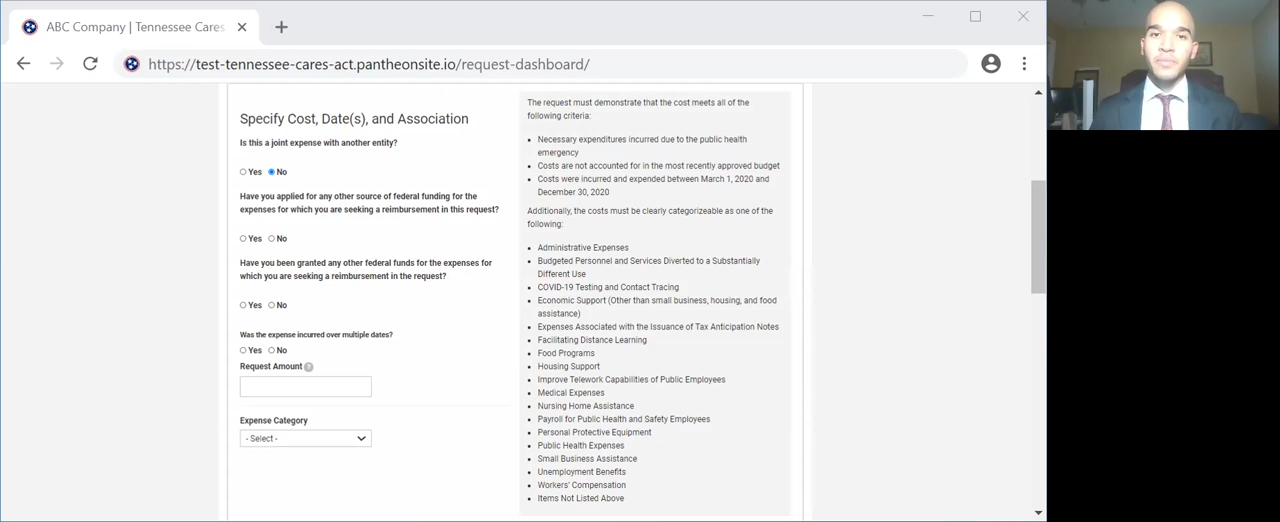 ABC Company | Tennessee Cares
https://test-tennessee-cares-act.pantheonsite.io/request-dashboard/
Specify Cost, Date(s), and Association
Is this a joint expense with another entity?
Yes No
Have you applied for any other source of federal funding for the
expenses for which you are seeking a reimbursement in this request?
Yes No
Have you been granted any other federal funds for the expenses for
which you are seeking a reimbursement in the request?
Yes No
Was the expense incurred over multiple dates?
Yes No
Request Amount ?
Expense Category
- Select -
The request must demonstrate that the cost meets all of the
following criteria:
• Necessary expenditures incurred due to the public health
emergency
• Costs are not accounted for in the most recently approved budget
• Costs were incurred and expended between March 1, 2020 and
December 30, 2020
Additionally, the costs must be clearly categorizeable as one of the
following:
• Administrative Expenses
• Budgeted Personnel and Services Diverted to a Substantially
Different Use
• COVID-19 Testing and Contact Tracing
• Economic Support (Other than small business, housing, and food
assistance)
• Expenses Associated with the Issuance of Tax Anticipation Notes
• Facilitating Distance Learning
• Food Programs
• Housing Support
• Improve Telework Capabilities of Public Employees
• Medical Expenses
• Nursing Home Assistance
• Payroll for Public Health and Safety Employees
• Personal Protective Equipment
• Public Health Expenses
• Small Business Assistance
• Unemployment Benefits
• Workers' Compensation
• Items Not Listed Above